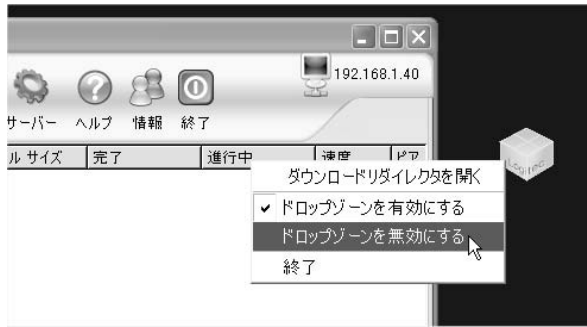 192.168.1.40
サーバー ヘルプ 情報 終了
ル サイズ 完了 進行中 速度 ピア
Logitec
ダウンロードリダイレクタを開く
✔ ドロップゾーンを有効にする
ドロップゾーンを無効にする
終了